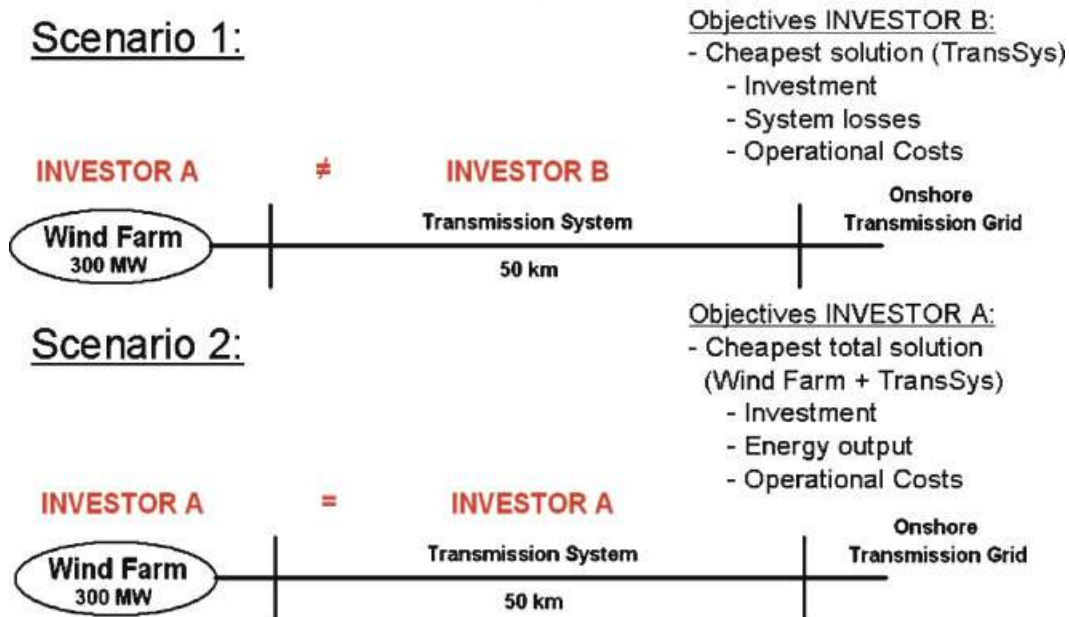 Scenario 1:
Objectives INVESTOR B:
- Cheapest solution (TransSys)
- Investment
- System losses
- Operational Costs
INVESTOR A ≠ INVESTOR B
Onshore
Transmission Grid
Transmission System
Wind Farm
300 MW
50 km
Scenario 2:
Objectives INVESTOR A:
- Cheapest total solution
(Wind Farm + TransSys)
- Investment
- Energy output
- Operational Costs
INVESTOR A = INVESTOR A
Onshore
Transmission Grid
Transmission System
Wind Farm
300 MW
50 km